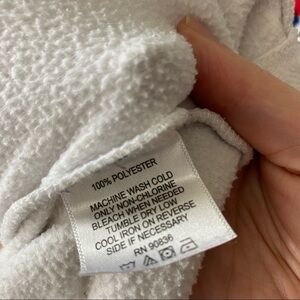 100% POLYESTER
MACHINE WASH COLD
ONLY NON-CHLORINE
BLEACH WHEN NEEDED
TUMBLE DRY LOW
COOL IRON ON REVERSE
SIDE IF NECESSARY
RN 90836